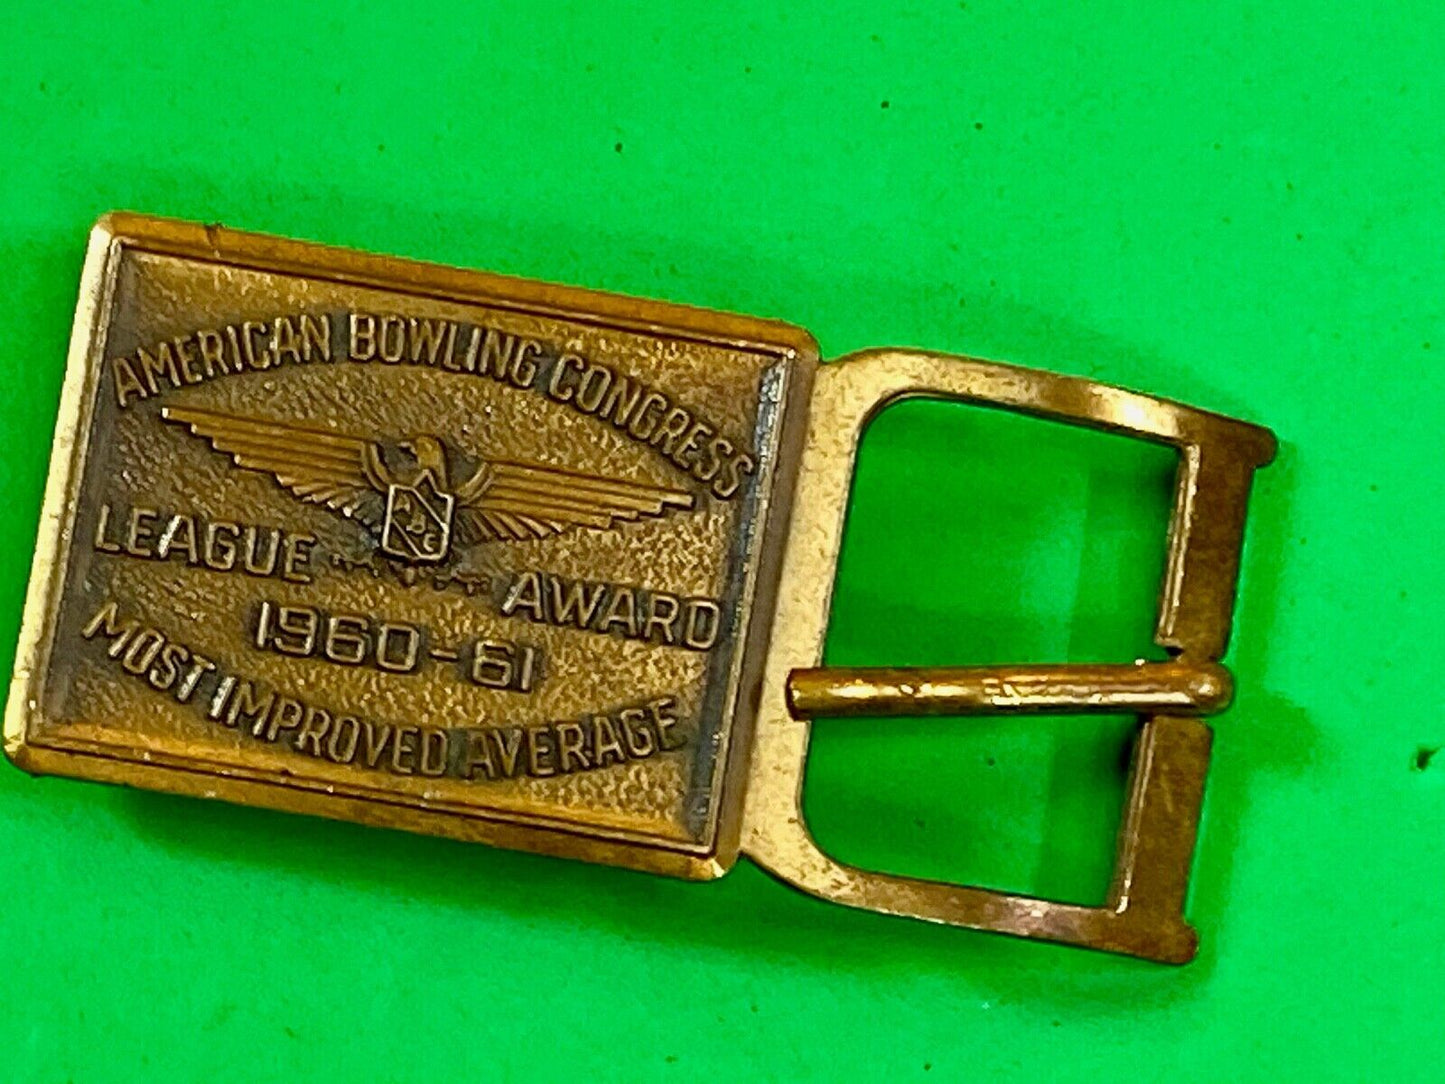 AMERICAN BOWLING CONGRESS
ABC
LEAGUE AWARD
1960-61
MOST IMPROVED AVERAGE